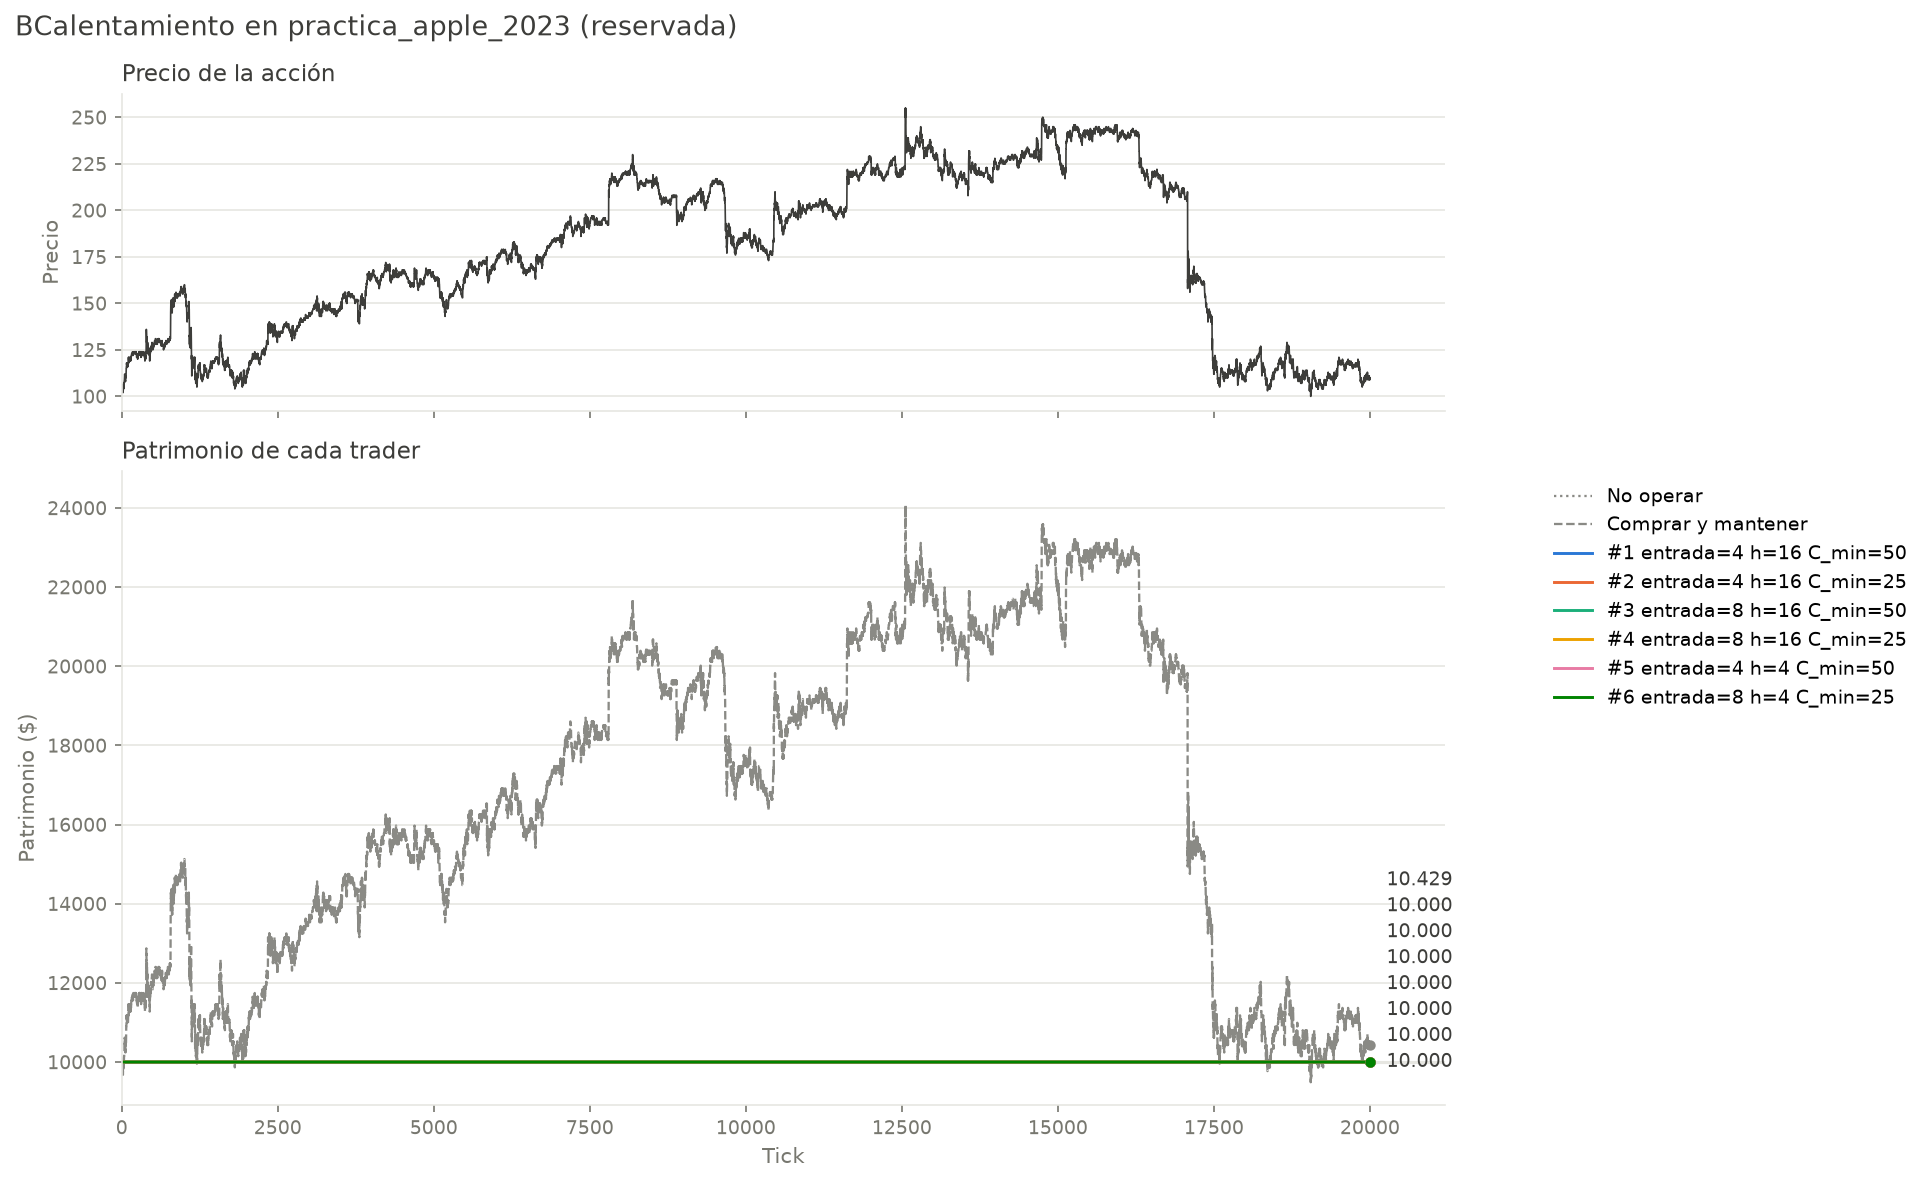 BCalentamiento en practica_apple_2023 (reservada)
Precio de la acción
250
225
200
175
150
125
100
Precio
Patrimonio de cada trader
24000
22000
20000
18000
16000
14000
12000
10000
Patrimonio ($)
10.429
10.000
10.000
10.000
10.000
10.000
10.000
10.000
0 2500 5000 7500 10000 12500 15000 17500 20000
Tick
No operar
Comprar y mantener
#1 entrada=4 h=16 C_min=50
#2 entrada=4 h=16 C_min=25
#3 entrada=8 h=16 C_min=50
#4 entrada=8 h=16 C_min=25
#5 entrada=4 h=4 C_min=50
#6 entrada=8 h=4 C_min=25